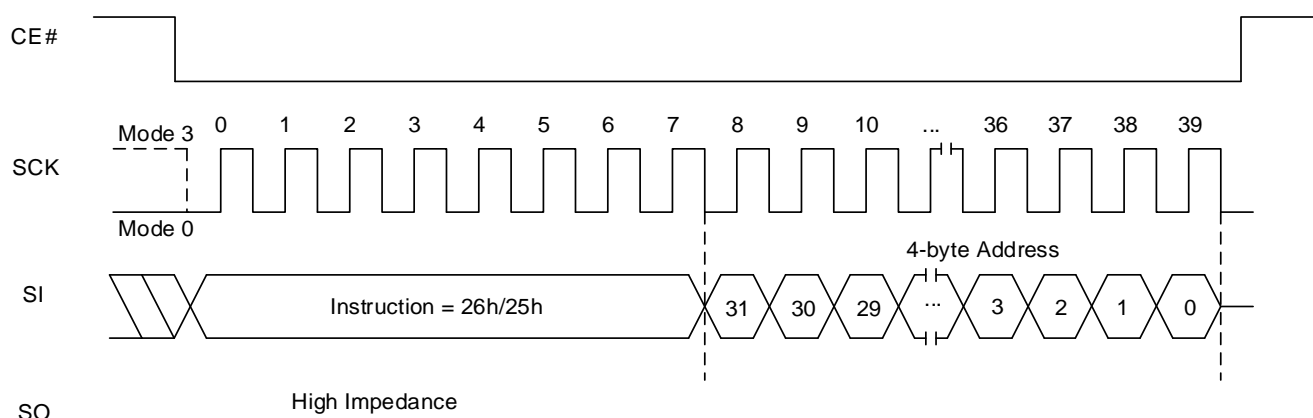 CE#
Mode 3 0 1 2 3 4 5 6 7 8 9 10 ... 36 37 38 39
SCK
Mode 0
4-byte Address
SI Instruction = 26h/25h 31 30 29 ... 3 2 1 0
High Impedance
SO